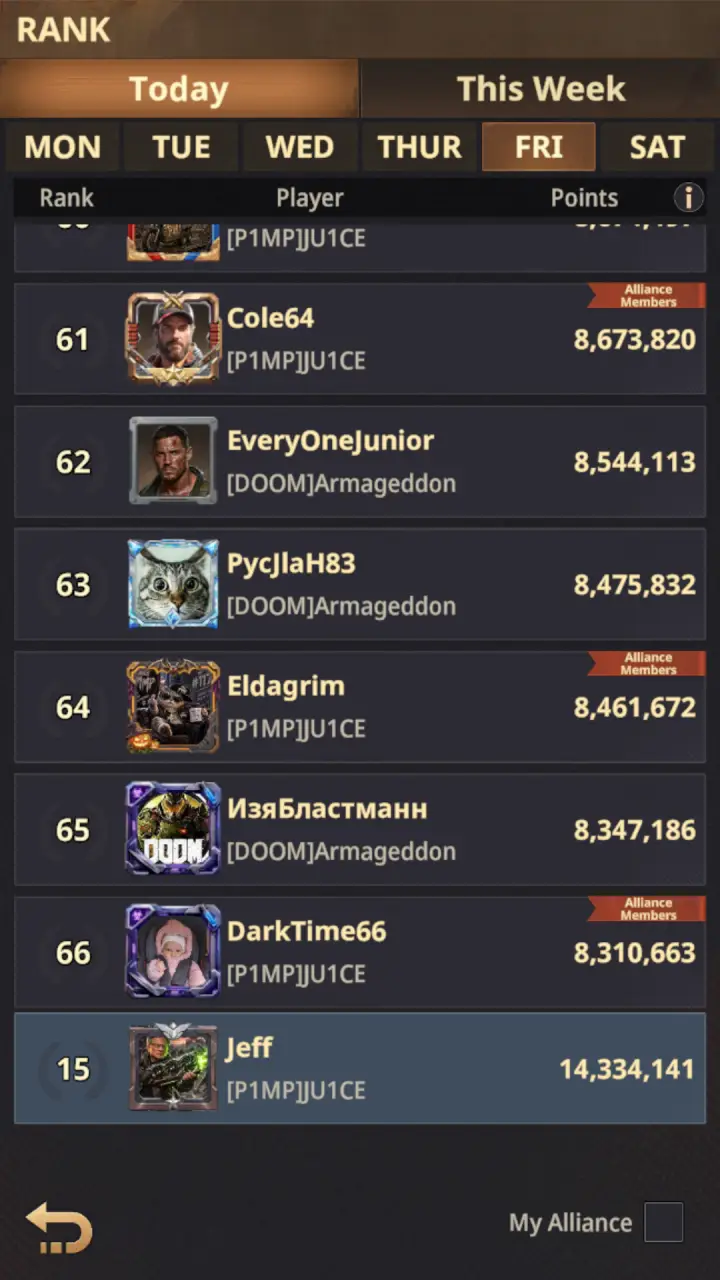 RANK
Today
This Week
MON
TUE
WED
THUR
FRI
SAT
Rank
Player
Points
[P1MP]JU1CE
61
Cole64
[P1MP]JU1CE
Alliance
Members
8,673,820
62
EveryOneJunior
[DOOM]Armageddon
8,544,113
63
PycJlaH83
[DOOM]Armageddon
8,475,832
64
Eldagrim
[P1MP]JU1CE
Alliance
Members
8,461,672
65
DOOM
ИзяБластманн
[DOOM]Armageddon
8,347,186
66
DarkTime66
[P1MP]JU1CE
Alliance
Members
8,310,663
15
Jeff
[P1MP]JU1CE
14,334,141
My Alliance